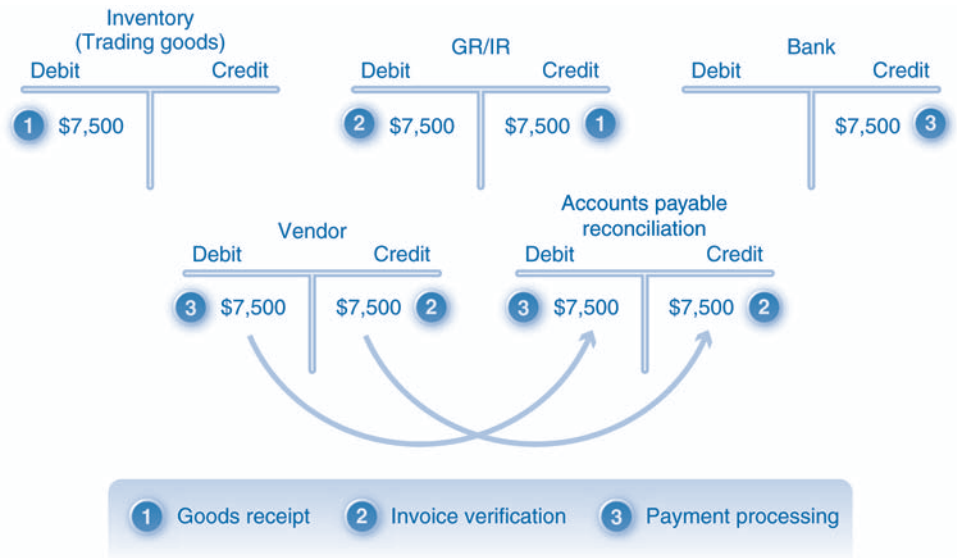 Inventory
(Trading goods)
Debit Credit
1 $7,500
GR/IR
Debit Credit
2 $7,500 $7,500 1
Bank
Debit Credit
$7,500 3
Vendor
Debit Credit
3 $7,500 $7,500 2
Accounts payable
reconciliation
Debit Credit
3 $7,500 $7,500 2
1 Goods receipt 2 Invoice verification 3 Payment processing